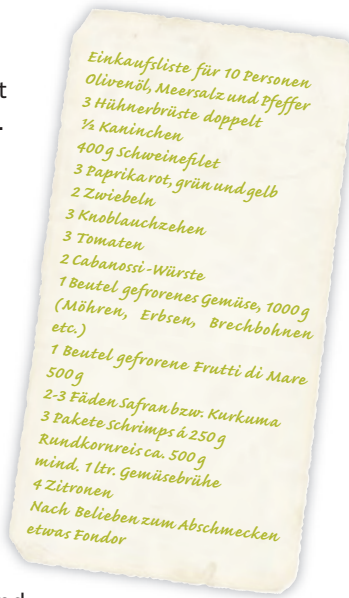 t
.
Einkaufsliste für 10 Personen
Olivenöl, Meersalz und Pfeffer
3 Hühnerbrüste doppelt
½ Kaninchen
400 g Schweinefilet
3 Paprika rot, grün und gelb
2 Zwiebeln
3 Knoblauchzehen
3 Tomaten
2 Cabanossi-Würste
1 Beutel gefrorenes Gemüse, 1000 g
(Möhren, Erbsen, Brechbohnen
etc.)
1 Beutel gefrorene Frutti di Mare
500 g
2-3 Fäden Safran bzw. Kurkuma
3 Pakete Schrimps á 250 g
Rundkornreis ca. 500 g
mind. 1 ltr. Gemüsebrühe
4 Zitronen
Nach Belieben zum Abschmecken
etwas Fondor